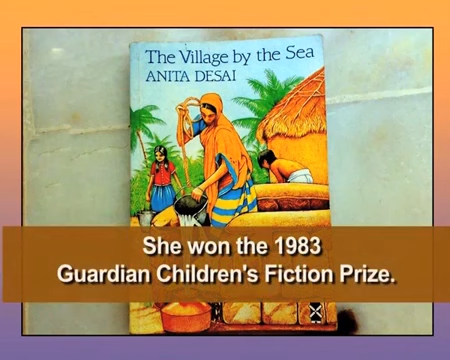 The Village by the Sea
ANITA DESAI
She won the 1983
Guardian Children's Fiction Prize.